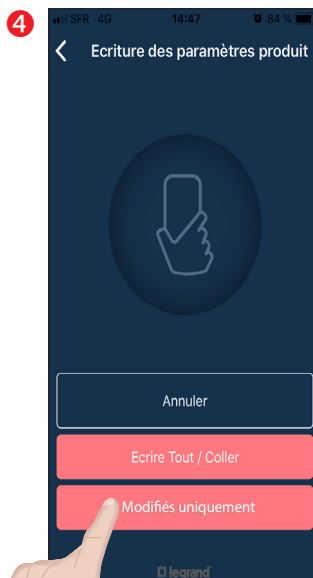 4
SFR 4G 14:47 84 %
Ecriture des paramètres produit
Annuler
Ecrire Tout / Coller
Modifiés uniquement
legrand